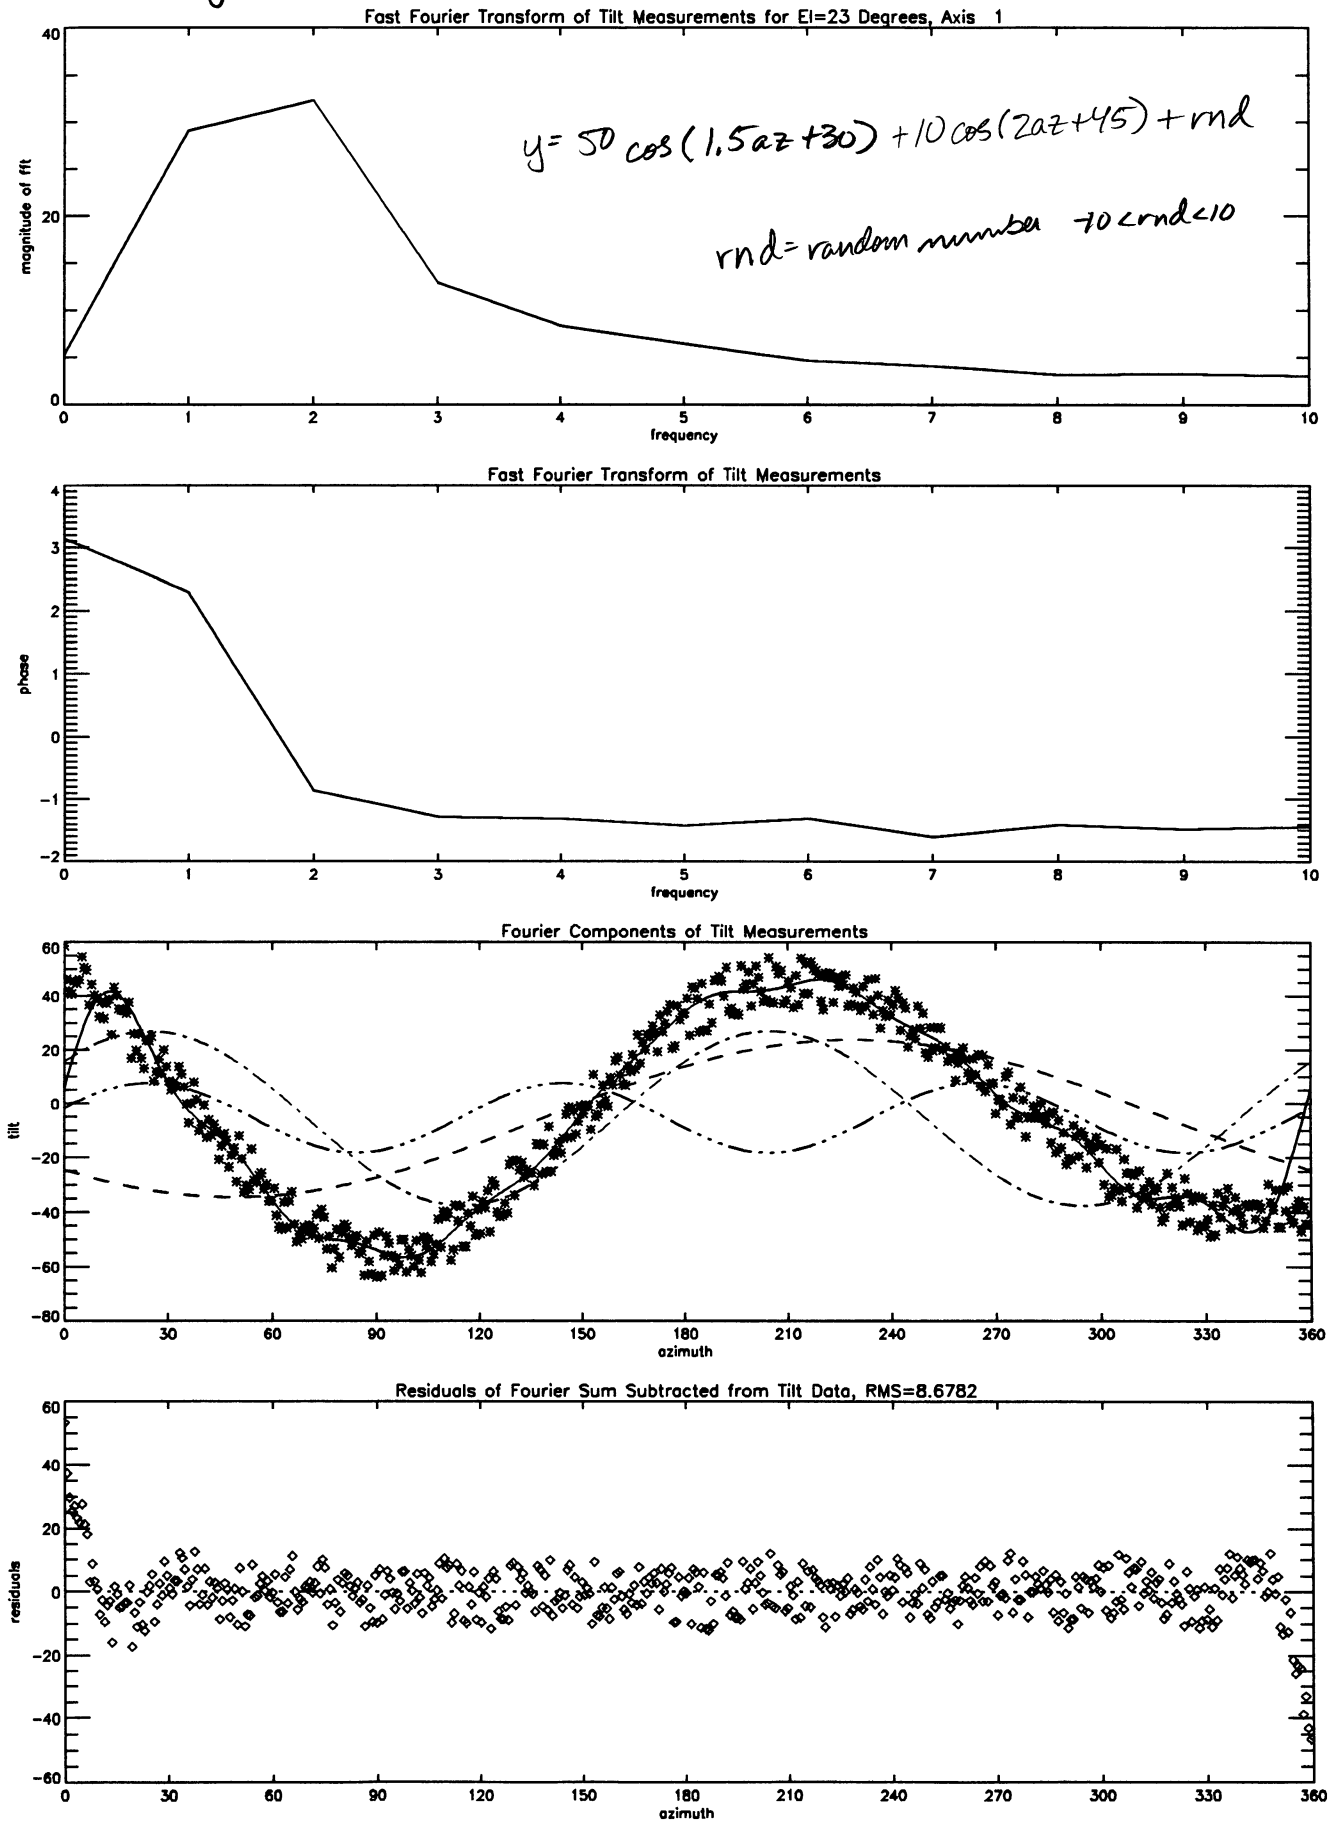 Fast Fourier Transform of Tilt Measurements for El=23 Degrees, Axis 1
40
20
0
magnitude of fft
y= 50 cos(1.5az+30) +10cos(2az+45) + rnd
rnd= random number -10<rnd<10
0 1 2 3 4 5 6 7 8 9 10
frequency
Fast Fourier Transform of Tilt Measurements
4
3
2
1
0
-1
-2
phase
0 1 2 3 4 5 6 7 8 9 10
frequency
Fourier Components of Tilt Measurements
60
40
20
0
-20
-40
-60
-80
tilt
0 30 60 90 120 150 180 210 240 270 300 330 360
azimuth
Residuals of Fourier Sum Subtracted from Tilt Data, RMS=8.6782
60
40
20
0
-20
-40
-60
residuals
0 30 60 90 120 150 180 210 240 270 300 330 360
azimuth